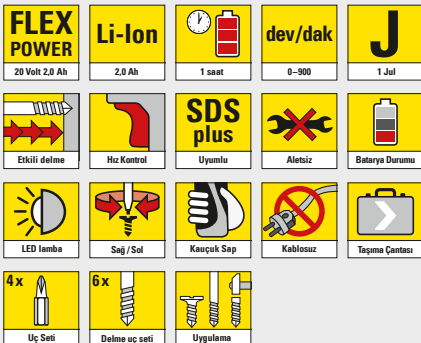 FLEX
POWER
20 Volt 2,0 Ah
Li-Ion
2,0 Ah
1 saat
dev/dak
0–900
J
1 Jul
Etkili delme
Hız Kontrol
SDS
plus
Uyumlu
Aletsiz
Batarya Durumu
LED lamba
Sağ / Sol
Kauçuk Sap
Kablosuz
Taşıma Çantası
4x
Uç Seti
6x
Delme uç seti
Uygulama